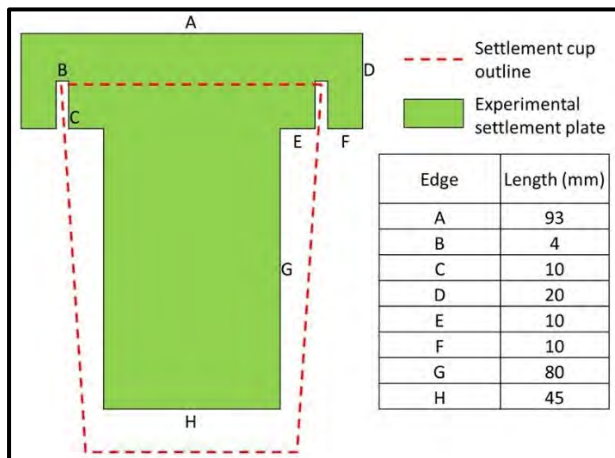 A
B
D
C
E
F
G
H
Settlement cup
outline
Experimental
settlement plate
Edge Length (mm)
A 93
B 4
C 10
D 20
E 10
F 10
G 80
H 45